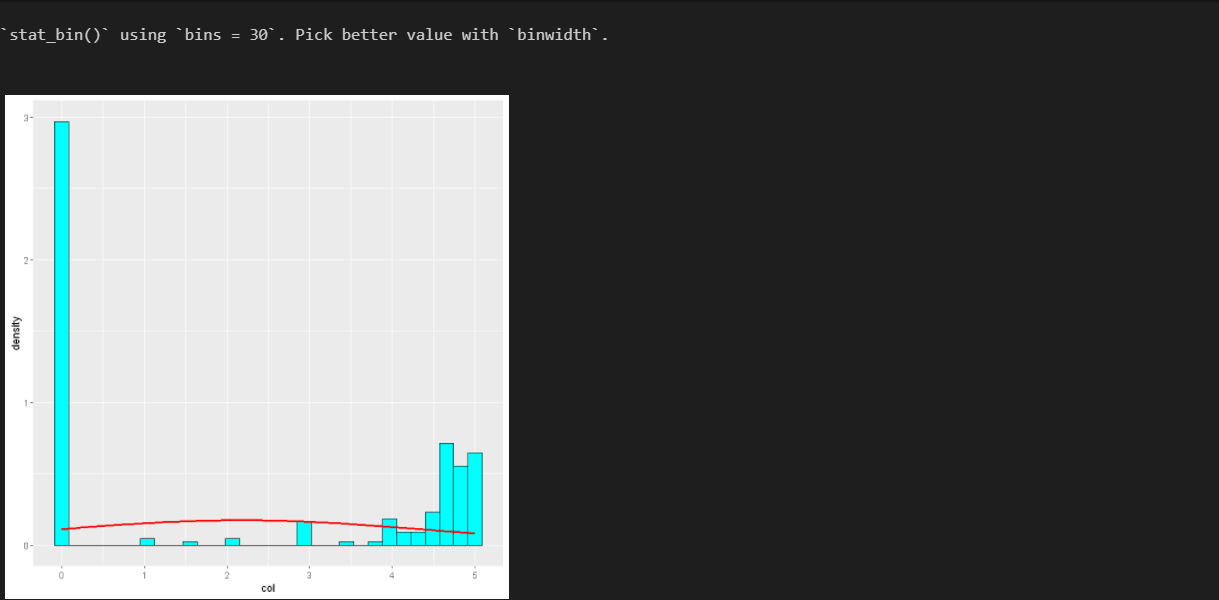 `stat_bin()` using `bins = 30`. Pick better value with `binwidth`.
3
2
1
0
density
0 1 2 3 4 5
col